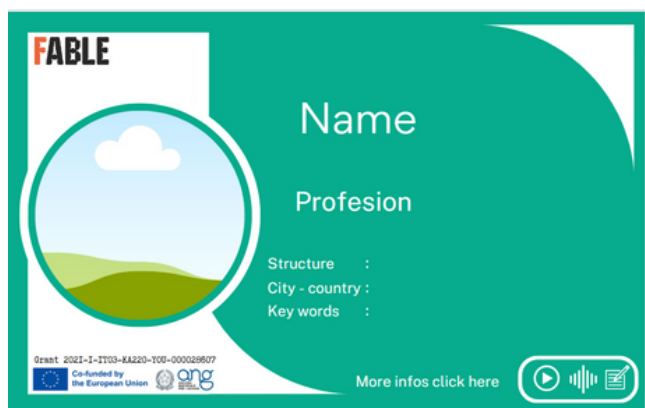 FABLE
Name
Profesion
Structure :
City - country :
Key words :
Grant 2021-I-IT03-KA220-YOU-000028607
Co-funded by
the European Union
ang
More infos click here